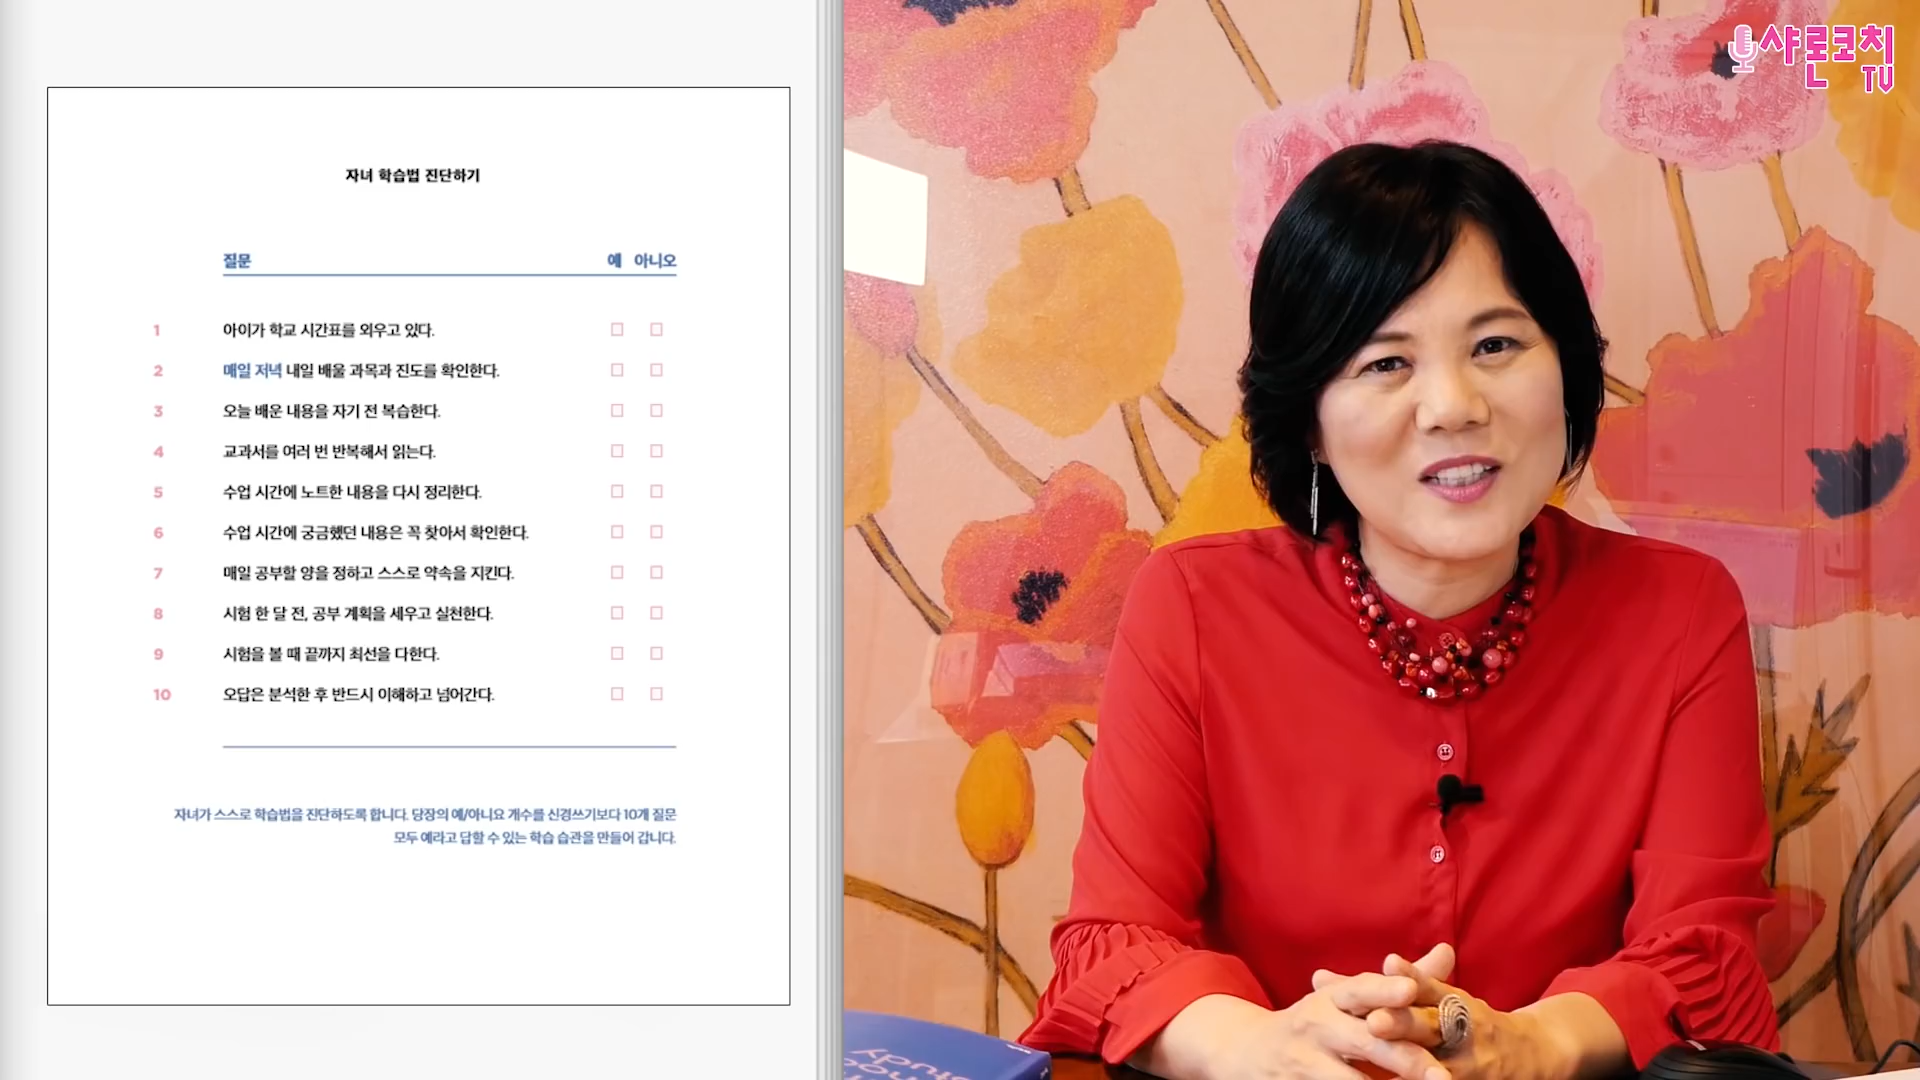 자녀 학습법 진단하기
질문 예 아니오
1 아이가 학교 시간표를 외우고 있다.
2 매일 저녁 내일 배울 과목과 진도를 확인한다.
3 오늘 배운 내용을 자기 전 복습한다.
4 교과서를 여러 번 반복해서 읽는다.
5 수업 시간에 노트한 내용을 다시 정리한다.
6 수업 시간에 궁금했던 내용은 꼭 찾아서 확인한다.
7 매일 공부할 양을 정하고 스스로 약속을 지킨다.
8 시험 한 달 전, 공부 계획을 세우고 실천한다.
9 시험을 볼 때 끝까지 최선을 다한다.
10 오답은 분석한 후 반드시 이해하고 넘어간다.
자녀가 스스로 학습법을 진단하도록 합니다. 당장의 예/아니요 개수를 신경쓰기보다 10개 질문
모두 예라고 답할 수 있는 학습 습관을 만들어 갑니다.
샤론코치
TV
study